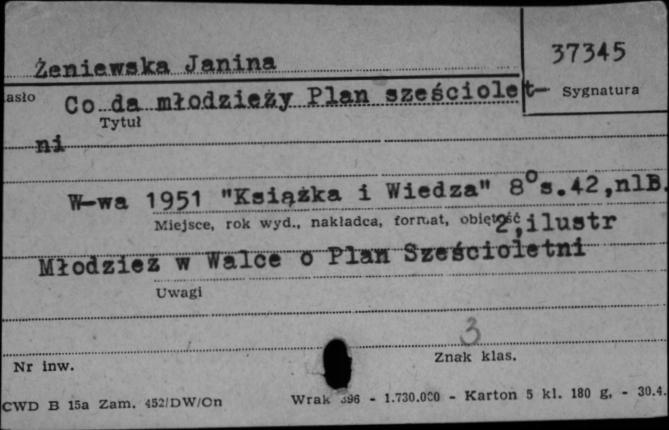 Żeniewska Janina
37345
asło
Co da młodzieży Plan sześciolet-
Sygnatura
Tytuł
ni
W-wa 1951 "Książka i Wiedza" 8°s.42,nlB.
Miejsce, rok wyd., nakładca, format, objętość
2,ilustr
Młodzież w Walce o Plan Sześcioletni
Uwagi
3
Nr inw.
Znak klas.
CWD B 15a Zam. 452/DW/On
Wrak 396 - 1.730.000 - Karton 5 kl. 180 g. - 30.4.